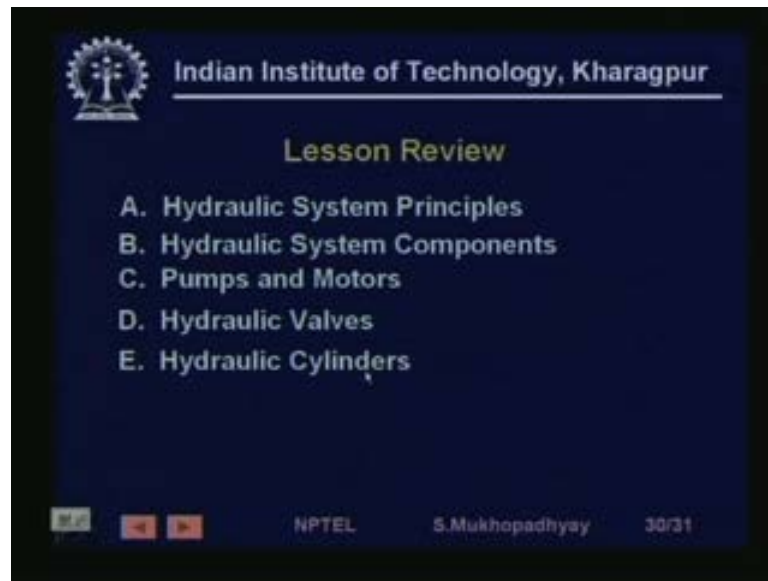 Indian Institute of Technology, Kharagpur
Lesson Review
A. Hydraulic System Principles
B. Hydraulic System Components
C. Pumps and Motors
D. Hydraulic Valves
E. Hydraulic Cylinders
NPTEL S.Mukhopadhyay 30/31